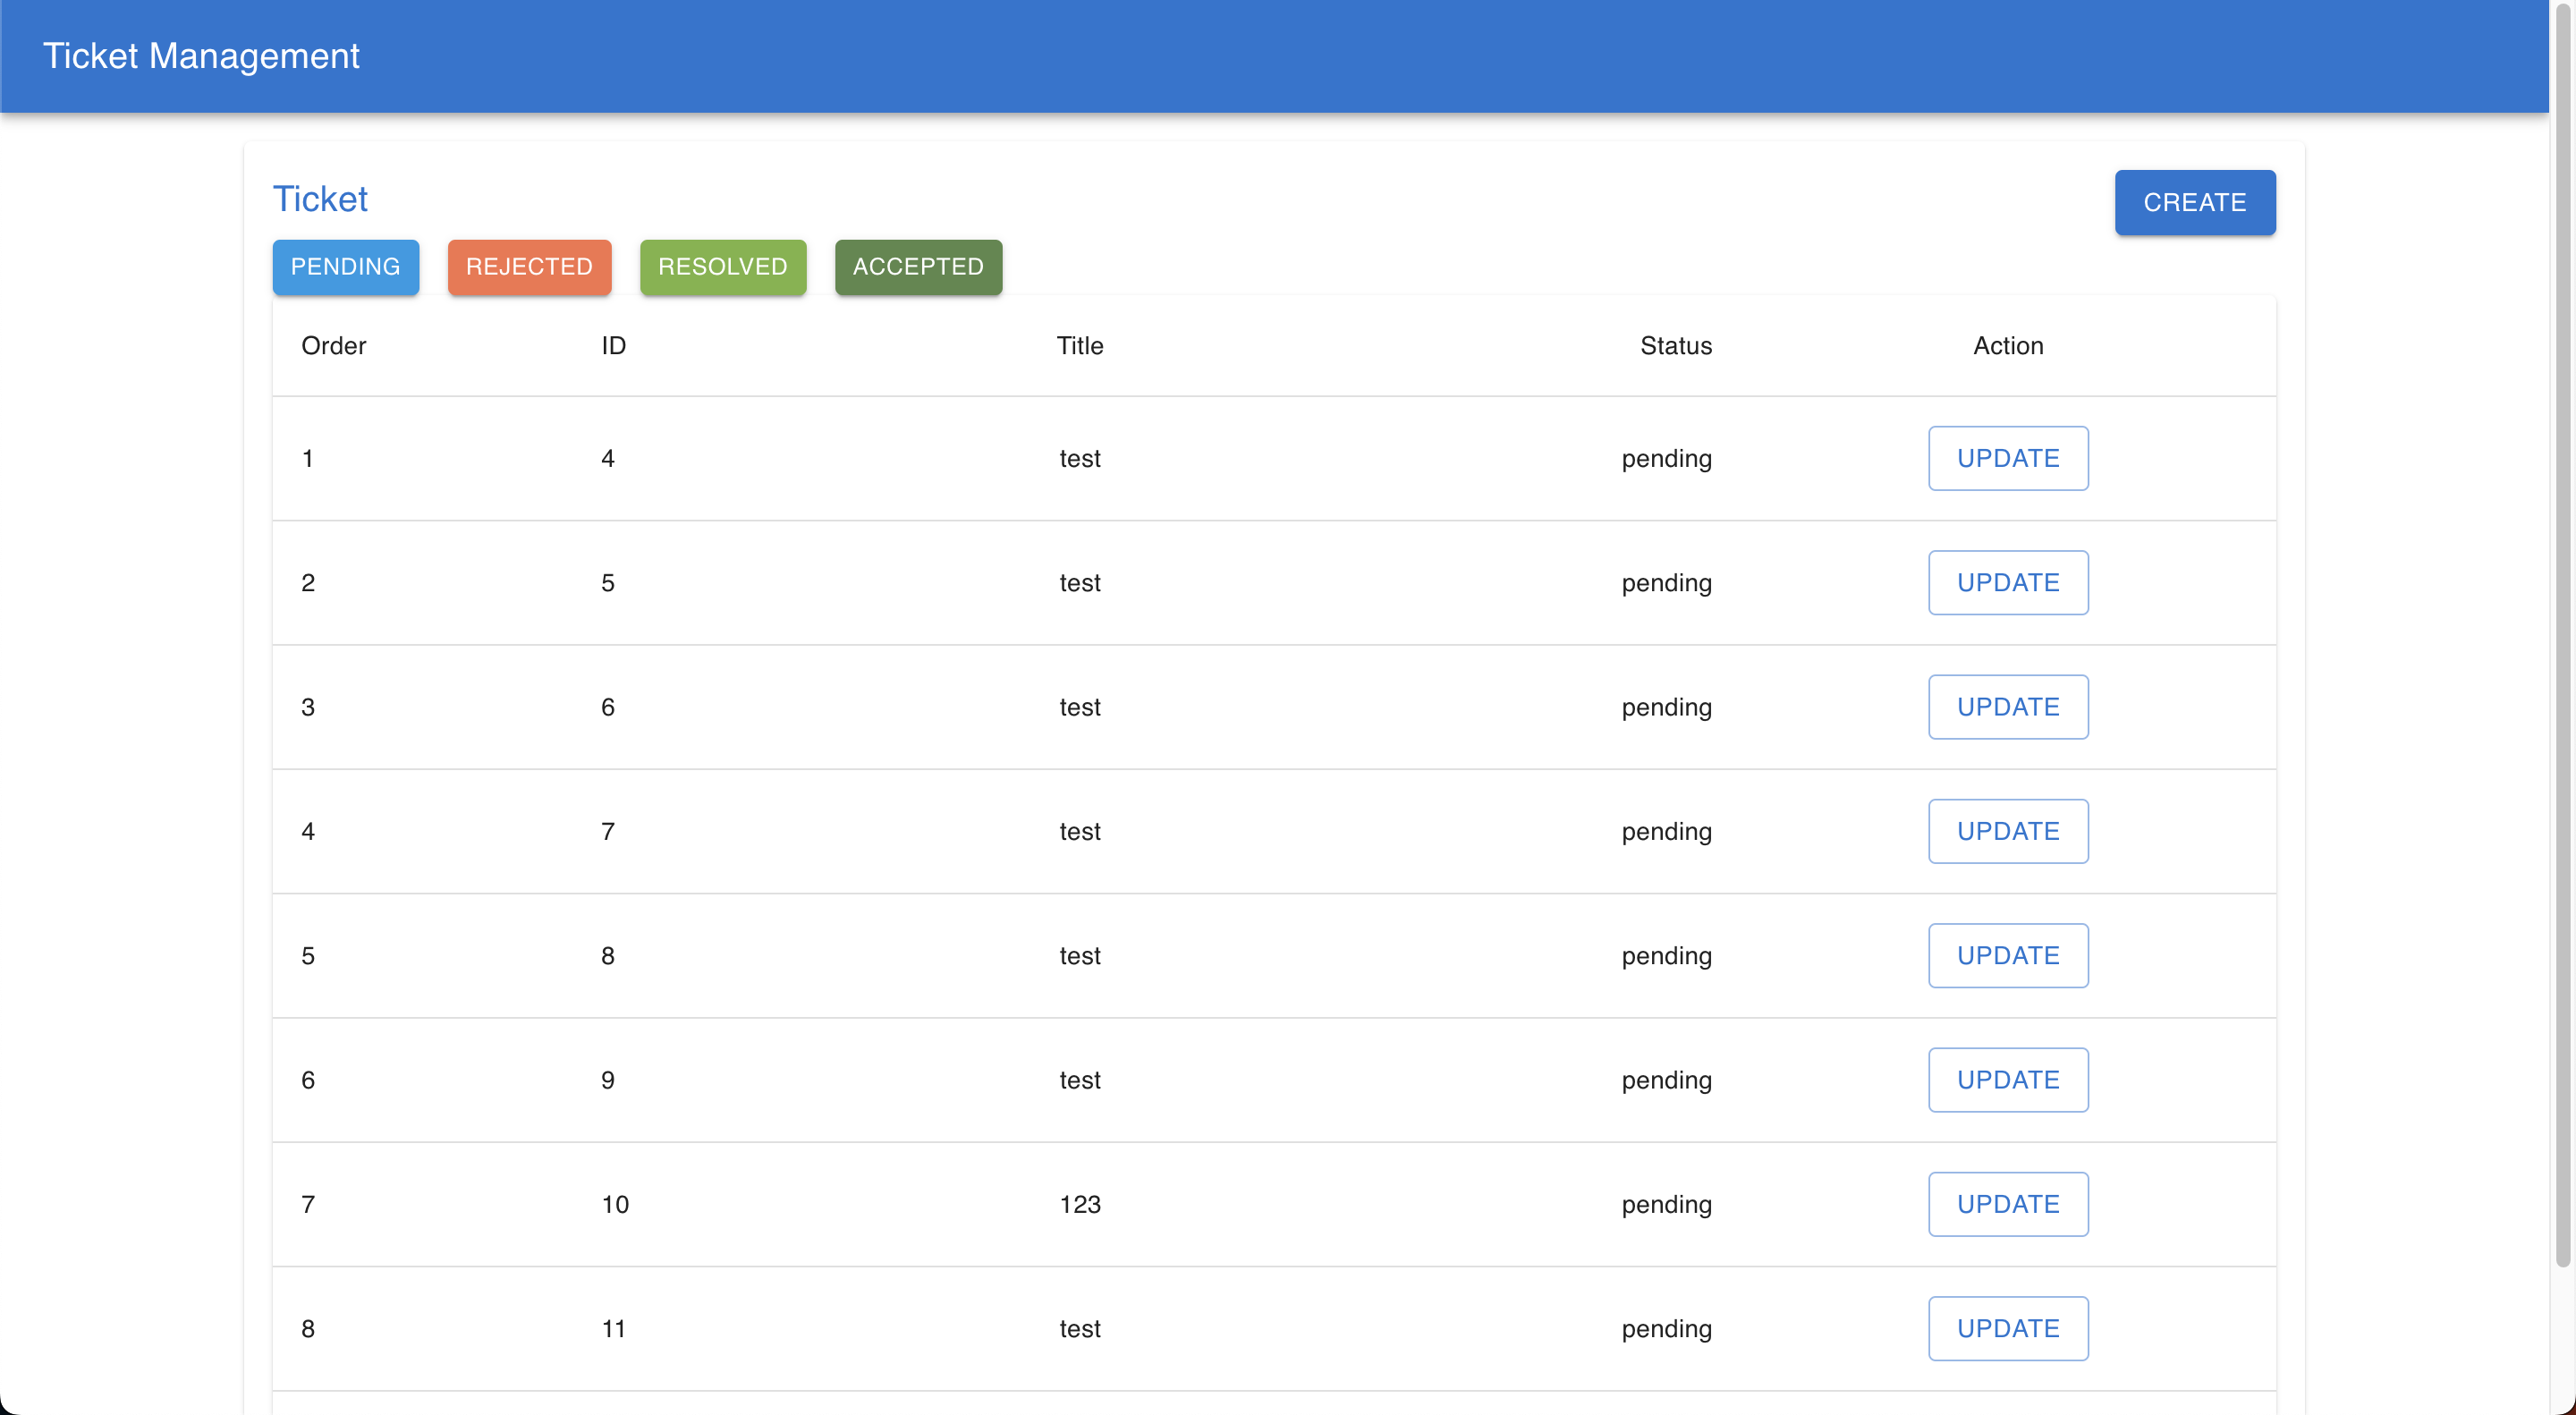 Ticket Management
Ticket
CREATE
PENDING REJECTED RESOLVED ACCEPTED
Order ID Title Status Action
1 4 test pending UPDATE
2 5 test pending UPDATE
3 6 test pending UPDATE
4 7 test pending UPDATE
5 8 test pending UPDATE
6 9 test pending UPDATE
7 10 123 pending UPDATE
8 11 test pending UPDATE